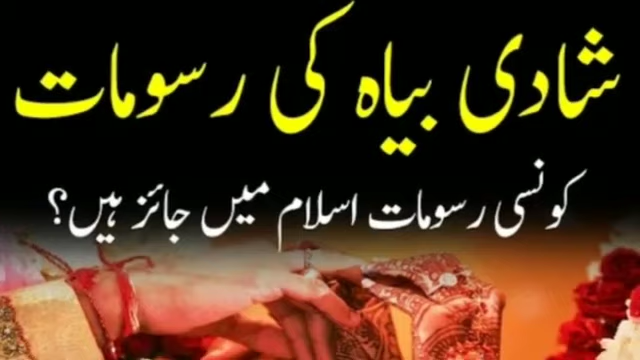 شادی بیاہ کی رسومات
کونسی رسومات اسلام میں جائز ہیں؟